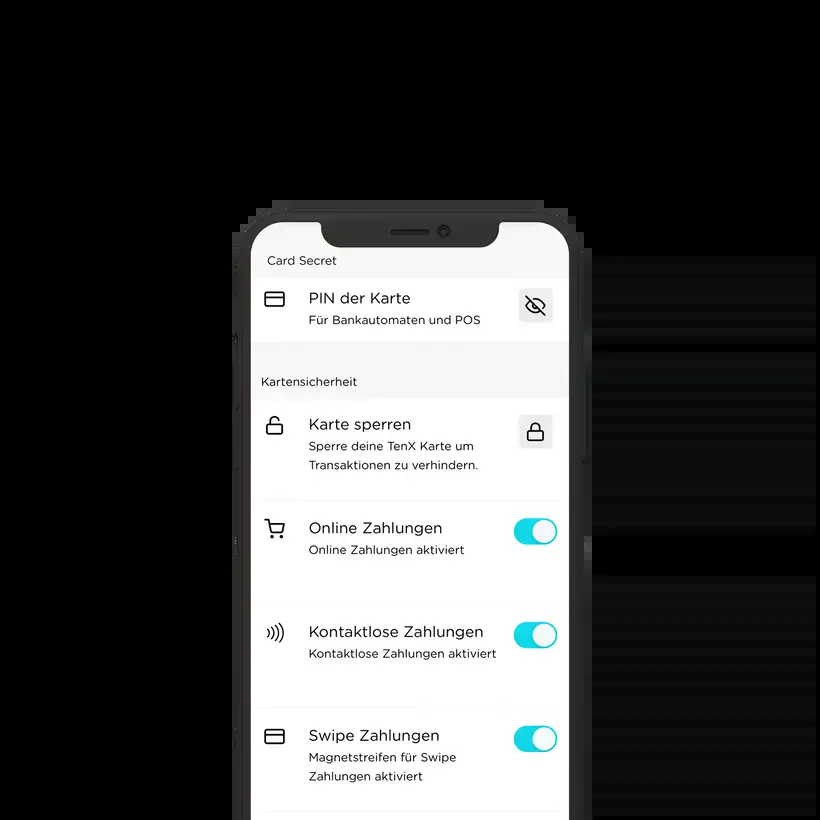 Card Secret
PIN der Karte
Für Bankautomaten und POS
Kartensicherheit
Karte sperren
Sperre deine TenX Karte um
Transaktionen zu verhindern.
Online Zahlungen
Online Zahlungen aktiviert
Kontaktlose Zahlungen
Kontaktlose Zahlungen aktiviert
Swipe Zahlungen
Magnetstreifen für Swipe
Zahlungen aktiviert